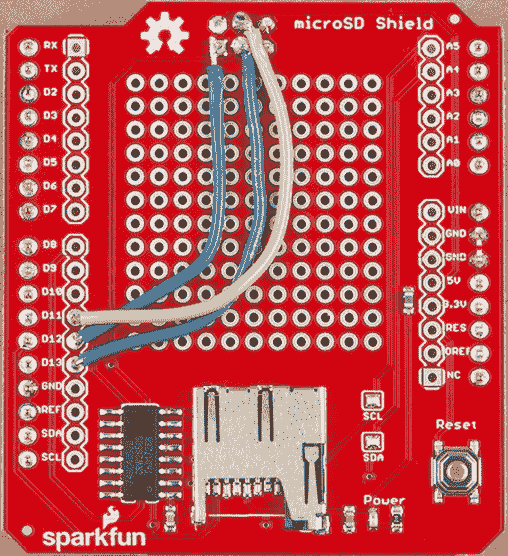 microSD Shield
RX
TX
D2
D3
D4
D5
D6
D7
D8
D9
D10
D11
D12
D13
GND
SDA
SCL
A5
A4
A3
A2
A1
A0
VIN
GND
GND
5V
3.3V
RES
NC
SCL
SDA
Reset
Power
sparkfun